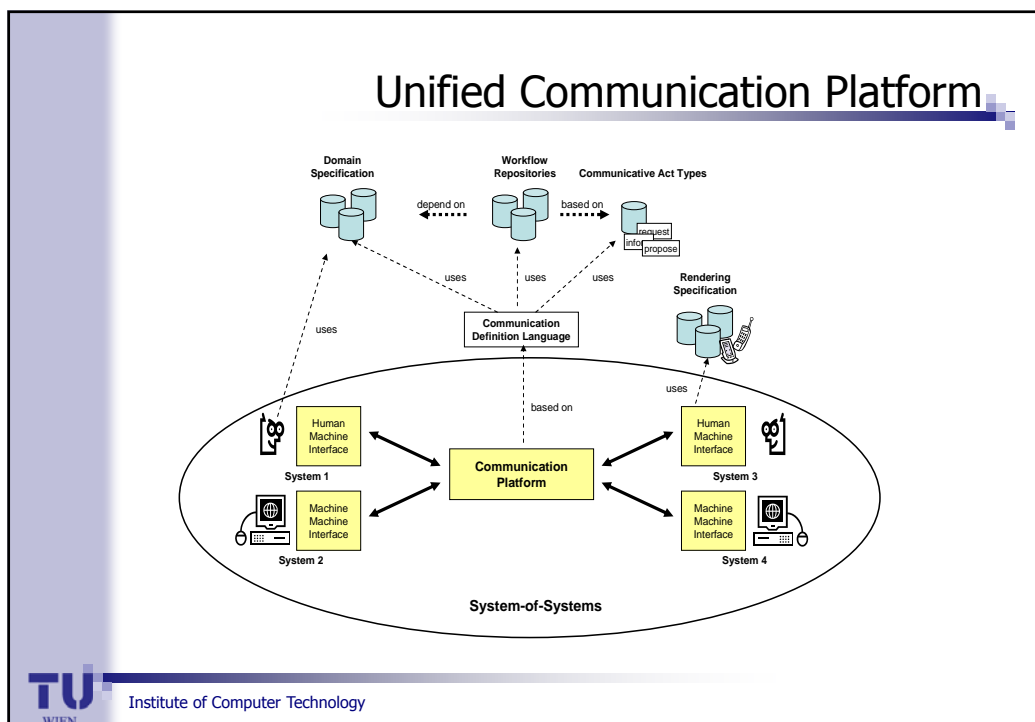 Unified Communication Platform
Domain
Specification
Workflow
Repositories
Communicative Act Types
depend on
based on
request
propose
uses
uses
uses
Rendering
Specification
uses
Communication
Definition Language
uses
based on
Human
Machine
Interface
System 1
Communication
Platform
Human
Machine
Interface
System 3
Machine
Machine
Interface
System 2
Machine
Machine
Interface
System 4
System-of-Systems
TU
WIEN
Institute of Computer Technology